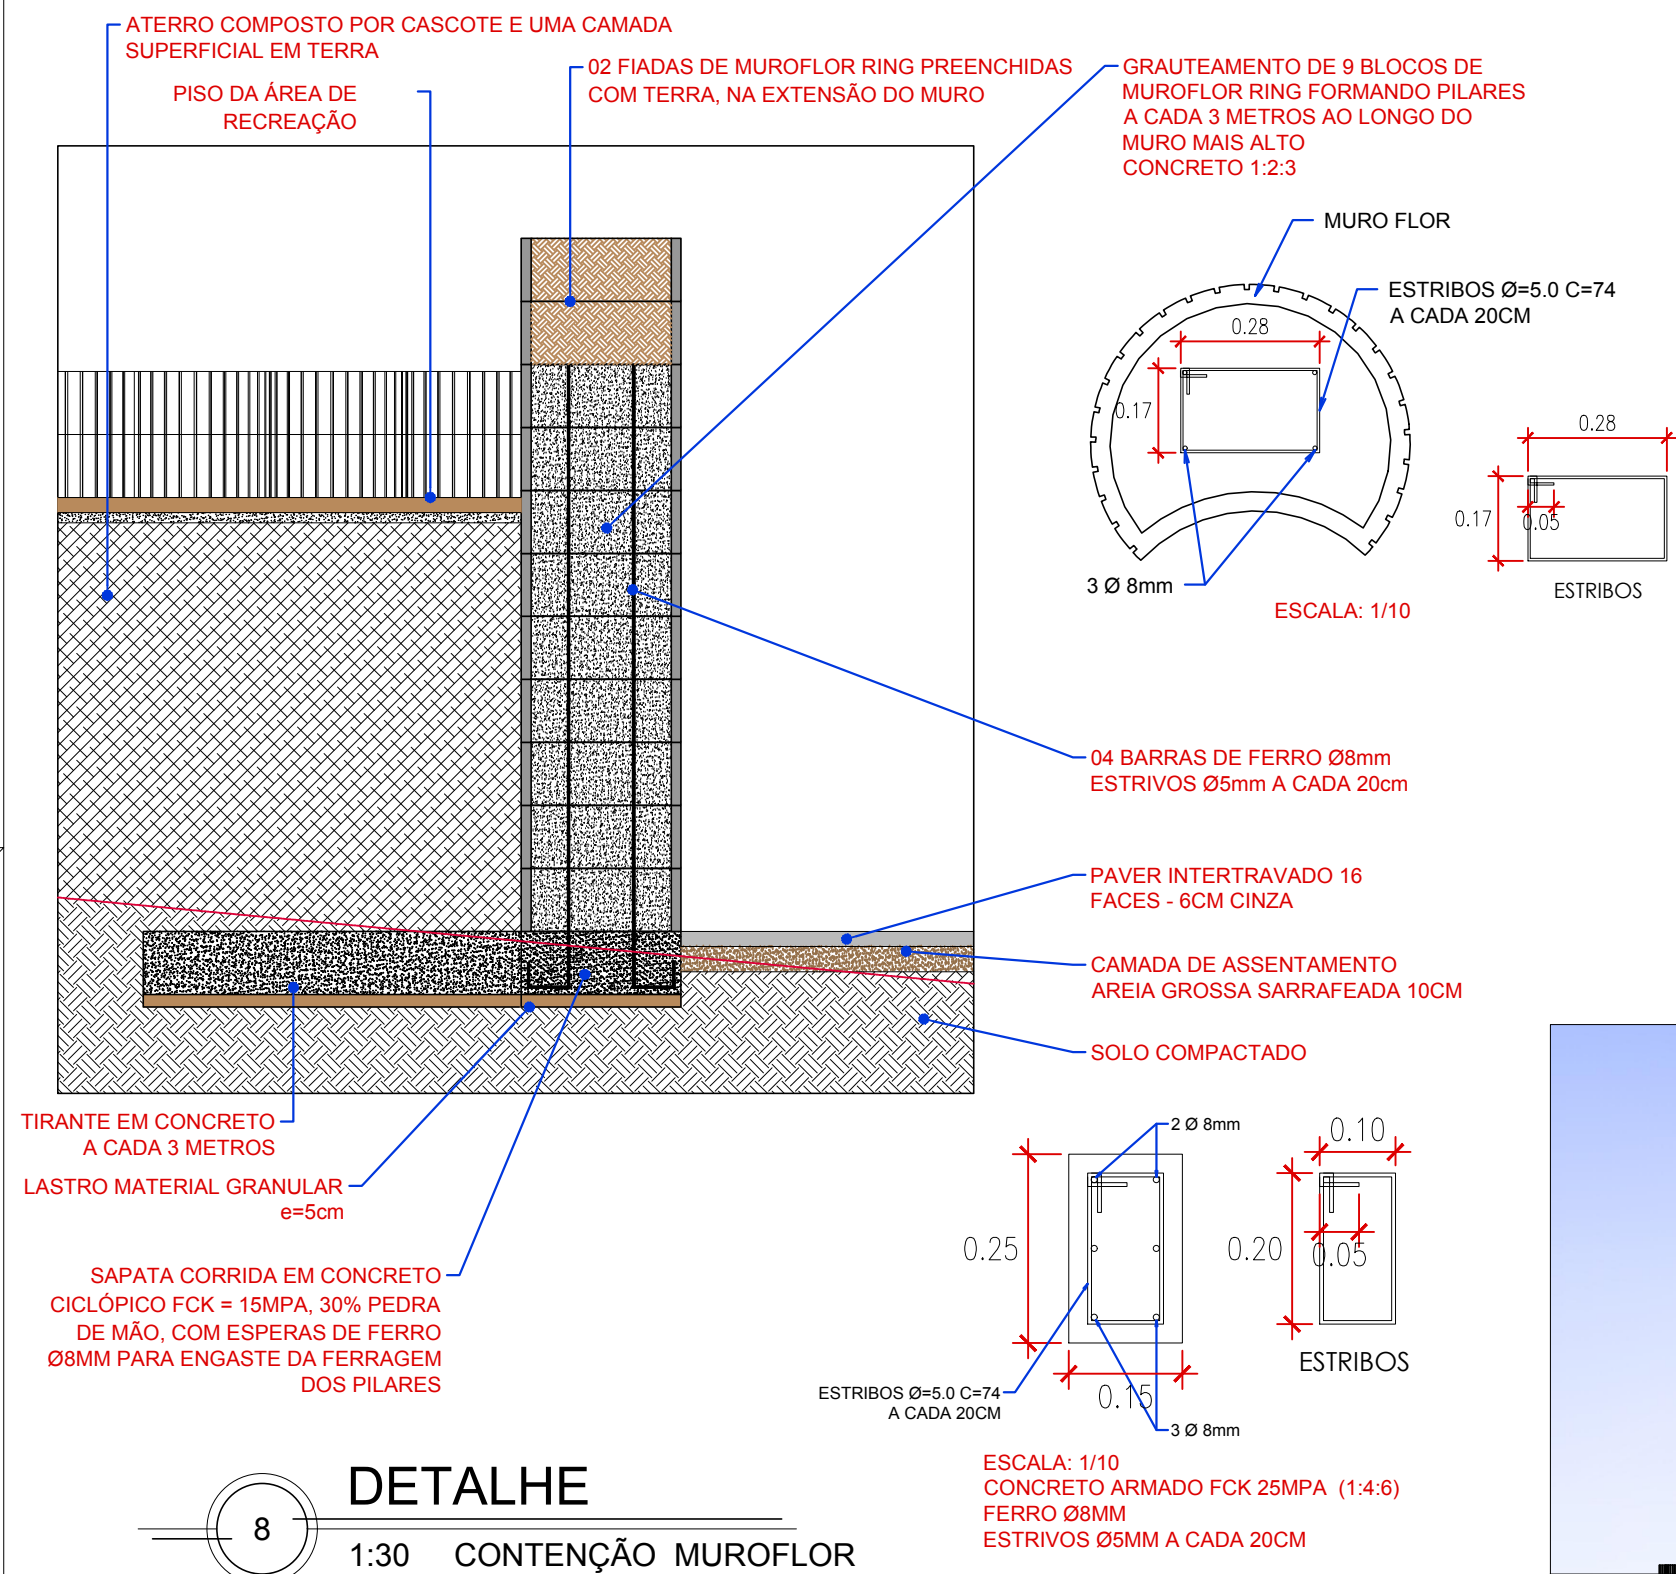 ATERRO COMPOSTO POR CASCOTE E UMA CAMADA
SUPERFICIAL EM TERRA
PISO DA ÁREA DE
RECREAÇÃO
02 FIADAS DE MUROFLOR RING PREENCHIDAS
COM TERRA, NA EXTENSÃO DO MURO
GRAUTEAMENTO DE 9 BLOCOS DE
MUROFLOR RING FORMANDO PILARES
A CADA 3 METROS AO LONGO DO
MURO MAIS ALTO
CONCRETO 1:2:3
MURO FLOR
ESTRIBOS Ø=5.0 C=74
A CADA 20CM
0.28
0.17
3 Ø 8mm
ESCALA: 1/10
0.28
0.17
0.05
ESTRIBOS
04 BARRAS DE FERRO Ø8mm
ESTRIVOS Ø5mm A CADA 20cm
PAVER INTERTRAVADO 16
FACES - 6CM CINZA
CAMADA DE ASSENTAMENTO
AREIA GROSSA SARRAFEADA 10CM
SOLO COMPACTADO
TIRANTE EM CONCRETO
A CADA 3 METROS
LASTRO MATERIAL GRANULAR
e=5cm
SAPATA CORRIDA EM CONCRETO
CICLÓPICO FCK = 15MPA, 30% PEDRA
DE MÃO, COM ESPERAS DE FERRO
Ø8MM PARA ENGASTE DA FERRAGEM
DOS PILARES
2 Ø 8mm
0.25
0.15
ESTRIBOS Ø=5.0 C=74
A CADA 20CM
3 Ø 8mm
0.10
0.20
0.05
ESTRIBOS
ESCALA: 1/10
CONCRETO ARMADO FCK 25MPA (1:4:6)
FERRO Ø8MM
ESTRIVOS Ø5MM A CADA 20CM
8
DETALHE
1:30 CONTENÇÃO MUROFLOR